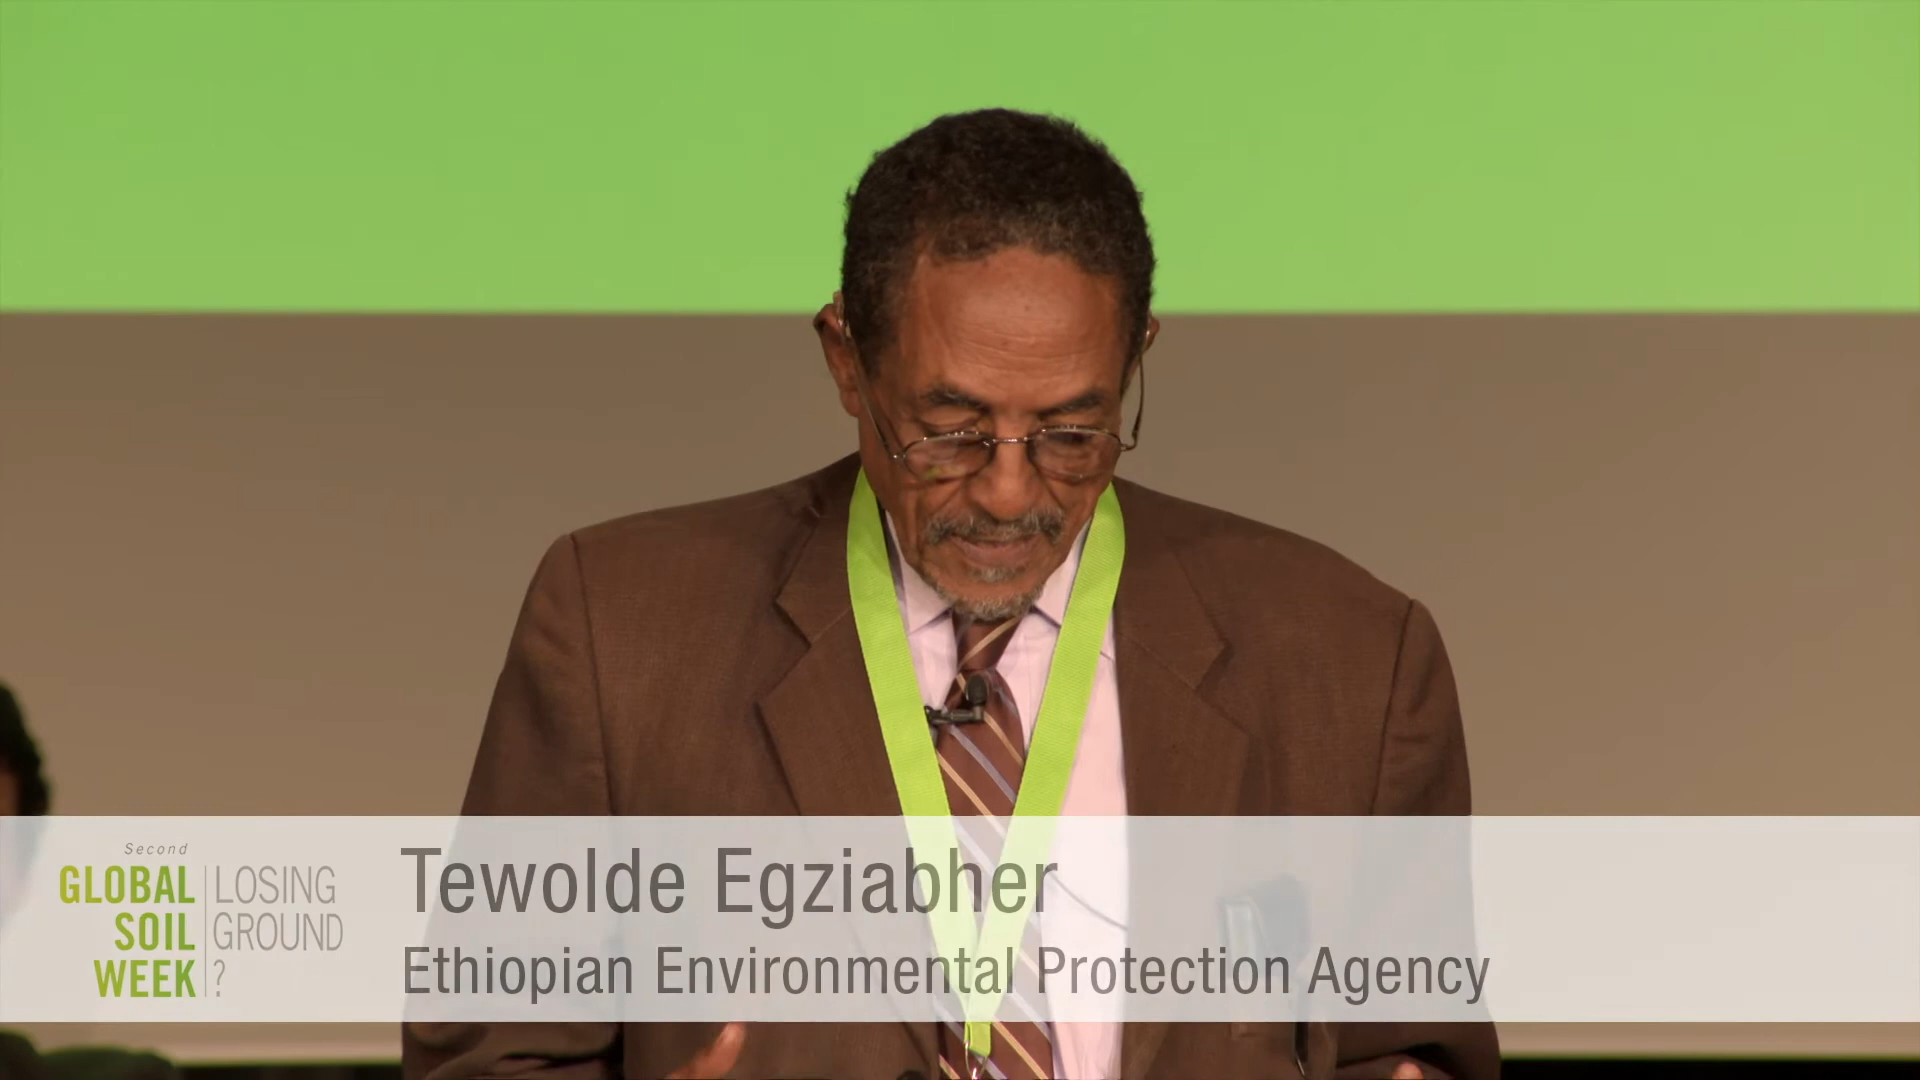 Second
GLOBAL
SOIL
WEEK
LOSING
GROUND
?
Tewolde Egziabher
Ethiopian Environmental Protection Agency